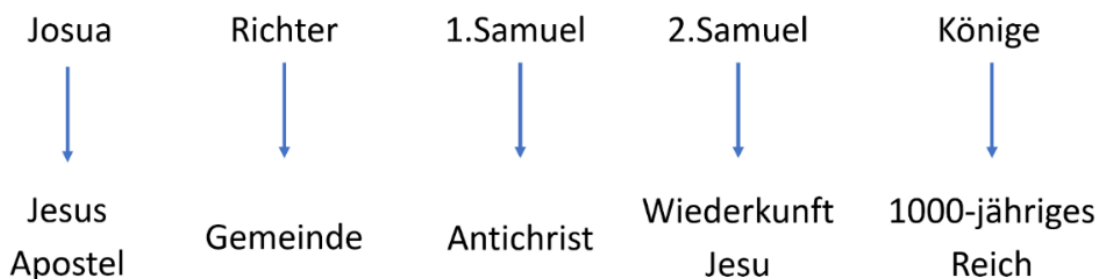 Josua Richter 1.Samuel 2.Samuel Könige
Jesus
Apostel
Gemeinde
Antichrist
Wiederkunft
Jesu
1000-jähriges
Reich